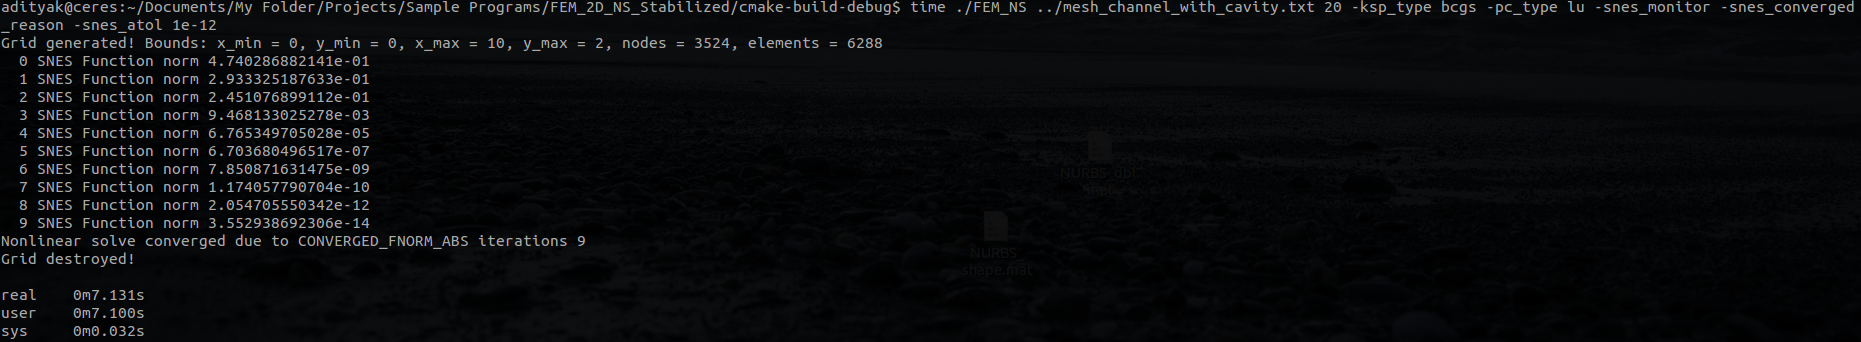 adityak@ceres:~/Documents/My Folder/Projects/Sample Programs/FEM_2D_NS_Stabilized/cmake-build-debug$ time ./FEM_NS ../mesh_channel_with_cavity.txt 20 -ksp_type bcgs -pc_type lu -snes_monitor -snes_converged
_reason -snes_atol 1e-12
Grid generated! Bounds: x_min = 0, y_min = 0, x_max = 10, y_max = 2, nodes = 3524, elements = 6288
  0 SNES Function norm 4.740286882141e-01
  1 SNES Function norm 2.933325187633e-01
  2 SNES Function norm 2.451076899112e-01
  3 SNES Function norm 9.468133025278e-03
  4 SNES Function norm 6.765349705028e-05
  5 SNES Function norm 6.703680496517e-07
  6 SNES Function norm 7.850871631475e-09
  7 SNES Function norm 1.174057790704e-10
  8 SNES Function norm 2.054705550342e-12
  9 SNES Function norm 3.552938692306e-14
Nonlinear solve converged due to CONVERGED_FNORM_ABS iterations 9
Grid destroyed!
real    0m7.131s
user    0m7.100s
sys     0m0.032s
NURBS_
shape.mat